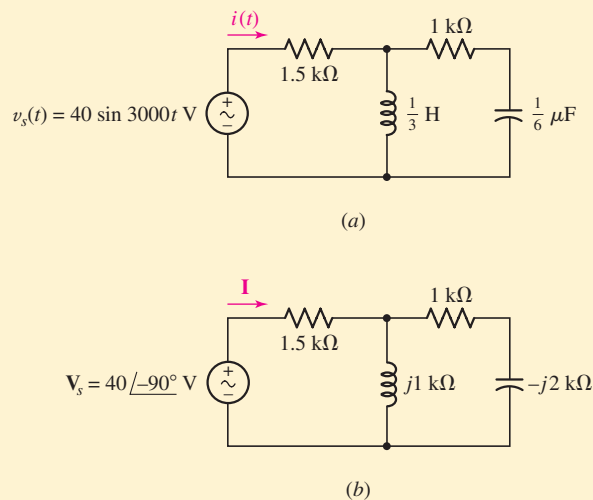 i(t)
1 kΩ
1.5 kΩ
+
−
v_s(t) = 40 sin 3000t V
1/3 H
1/6 μF
(a)
I
1 kΩ
1.5 kΩ
+
−
V_s = 40∠–90° V
j1 kΩ
–j2 kΩ
(b)